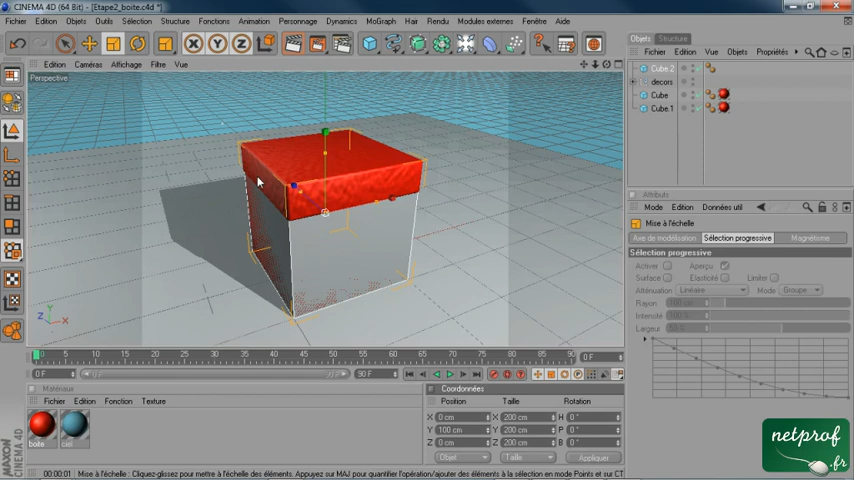 CINEMA 4D (64 Bit) - [Etape2_boite.c4d *]
Fichier Edition Objets Outils Sélection Structure Fonctions Animation Personnages Dynamics MoGraph Hair Rendu Modules externes Fenêtre Aide
X Y Z
Edition Caméras Affichage Filtre Vue
Perspective
Objets Structure
Fichier Edition Vue Objets Propriétés
Cube.2
decors
Cube
Cube.1
Attributs
Mode Edition Données util
Mise à l'échelle
Axe de modélisation Sélection progressive Magnétisme
Sélection progressive
Activer Aperçu
Surface Elasticité Limiter
Atténuation Linéaire Mode Groupe
Rayon 100 cm
Intensité 100 %
Largeur 50 %
Y
Z X
0 5 10 15 20 25 30 35 40 45 50 55 60 65 70 75 80 85 90 0 F
0 F 0 F 90 F 90 F
Matériaux
Fichier Edition Fonction Texture
boite ciel
Coordonnées
Position Taille Rotation
X 0 cm X 200 cm H 0 °
Y 100 cm Y 200 cm P 0 °
Z 0 cm Z 200 cm B 0 °
Objet Taille Appliquer
MAXON
CINEMA 4D
00:00:01 Mise à l'échelle : Cliquez-glissez pour mettre à l'échelle des éléments. Appuyez sur MAJ pour quantifier l'opération/ajouter des éléments à la sélection en mode Points et sur CT
netprof
.fr